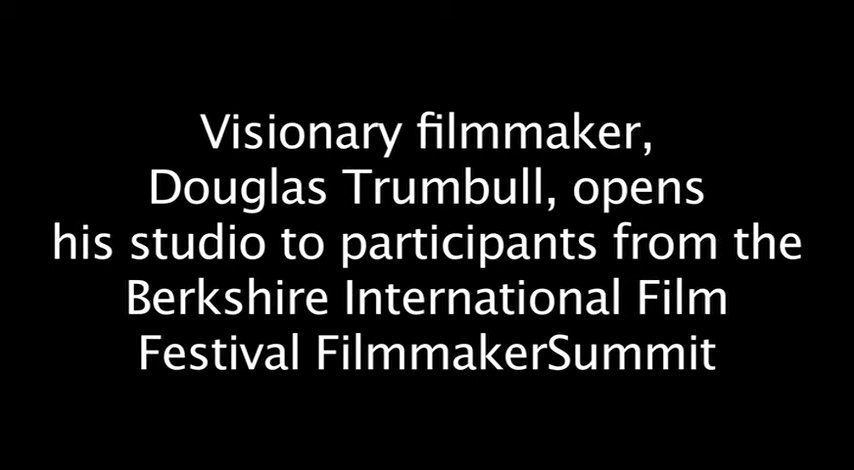 Visionary filmmaker,
Douglas Trumbull, opens
his studio to participants from the
Berkshire International Film
Festival FilmmakerSummit